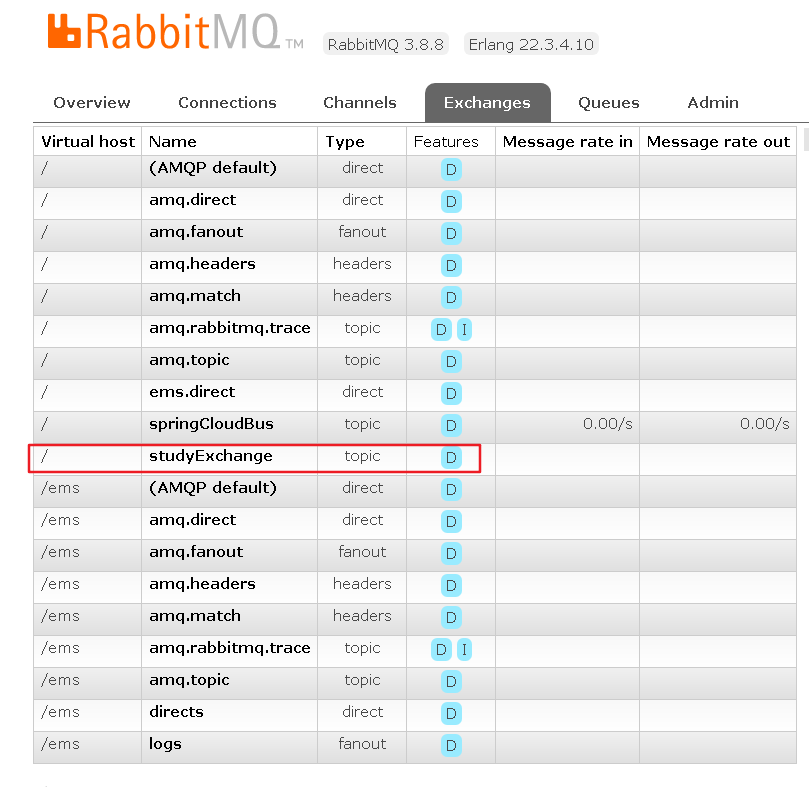 RabbitMQ TM RabbitMQ 3.8.8 Erlang 22.3.4.10
Overview Connections Channels Exchanges Queues Admin
Virtual host Name Type Features Message rate in Message rate out
/ (AMQP default) direct D
/ amq.direct direct D
/ amq.fanout fanout D
/ amq.headers headers D
/ amq.match headers D
/ amq.rabbitmq.trace topic D I
/ amq.topic topic D
/ ems.direct direct D
/ springCloudBus topic D 0.00/s 0.00/s
/ studyExchange topic D
/ems (AMQP default) direct D
/ems amq.direct direct D
/ems amq.fanout fanout D
/ems amq.headers headers D
/ems amq.match headers D
/ems amq.rabbitmq.trace topic D I
/ems amq.topic topic D
/ems directs direct D
/ems logs fanout D